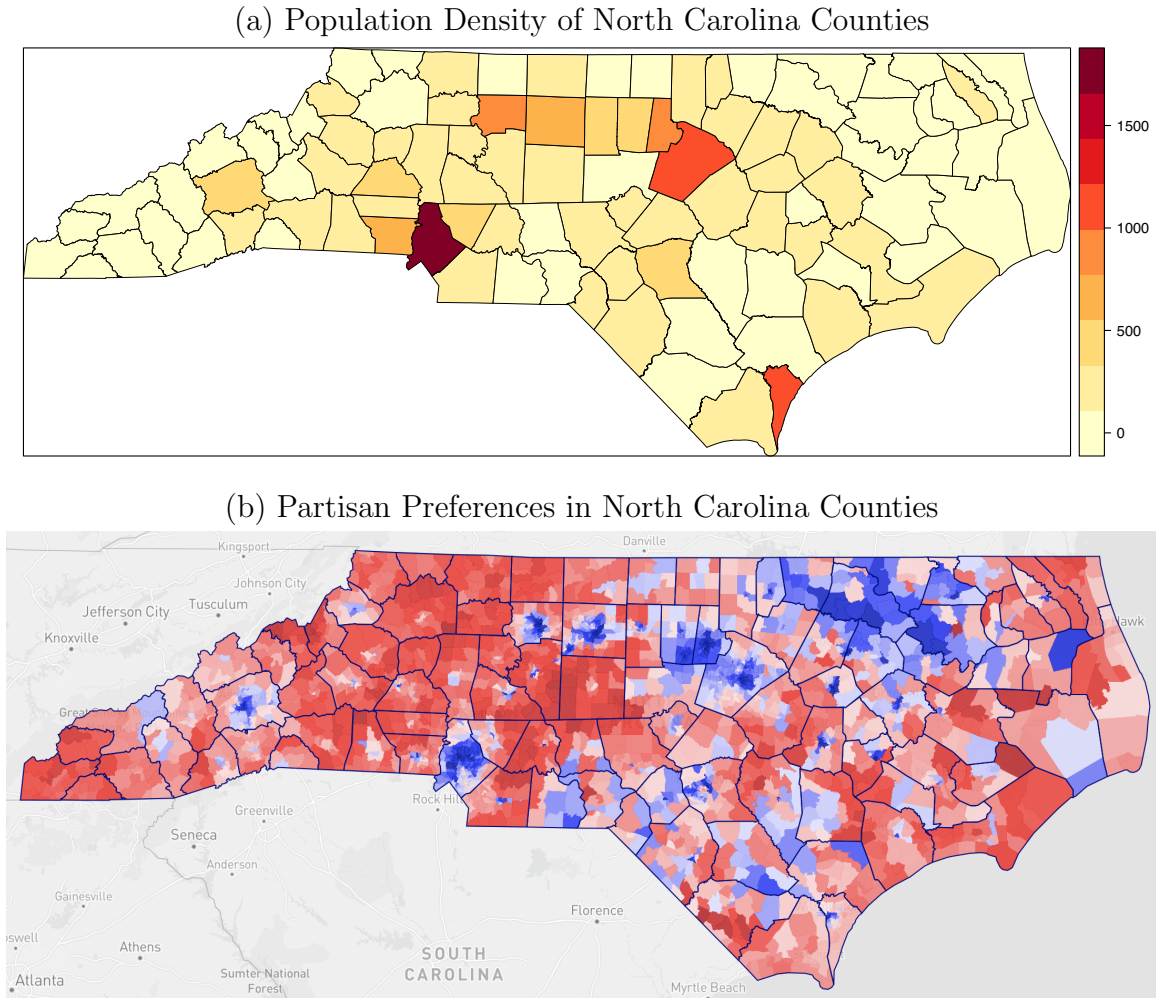 (a) Population Density of North Carolina Counties
1500
1000
500
0
(b) Partisan Preferences in North Carolina Counties
Kingsport
Danville
Johnson City
Jefferson City
Tusculum
Knoxville
Hawk
Great
Rock Hill
Greenville
Seneca
Anderson
Gainesville
Florence
oswell
Athens
SOUTH
CAROLINA
Atlanta
Sumter National
Forest
Myrtle Beach